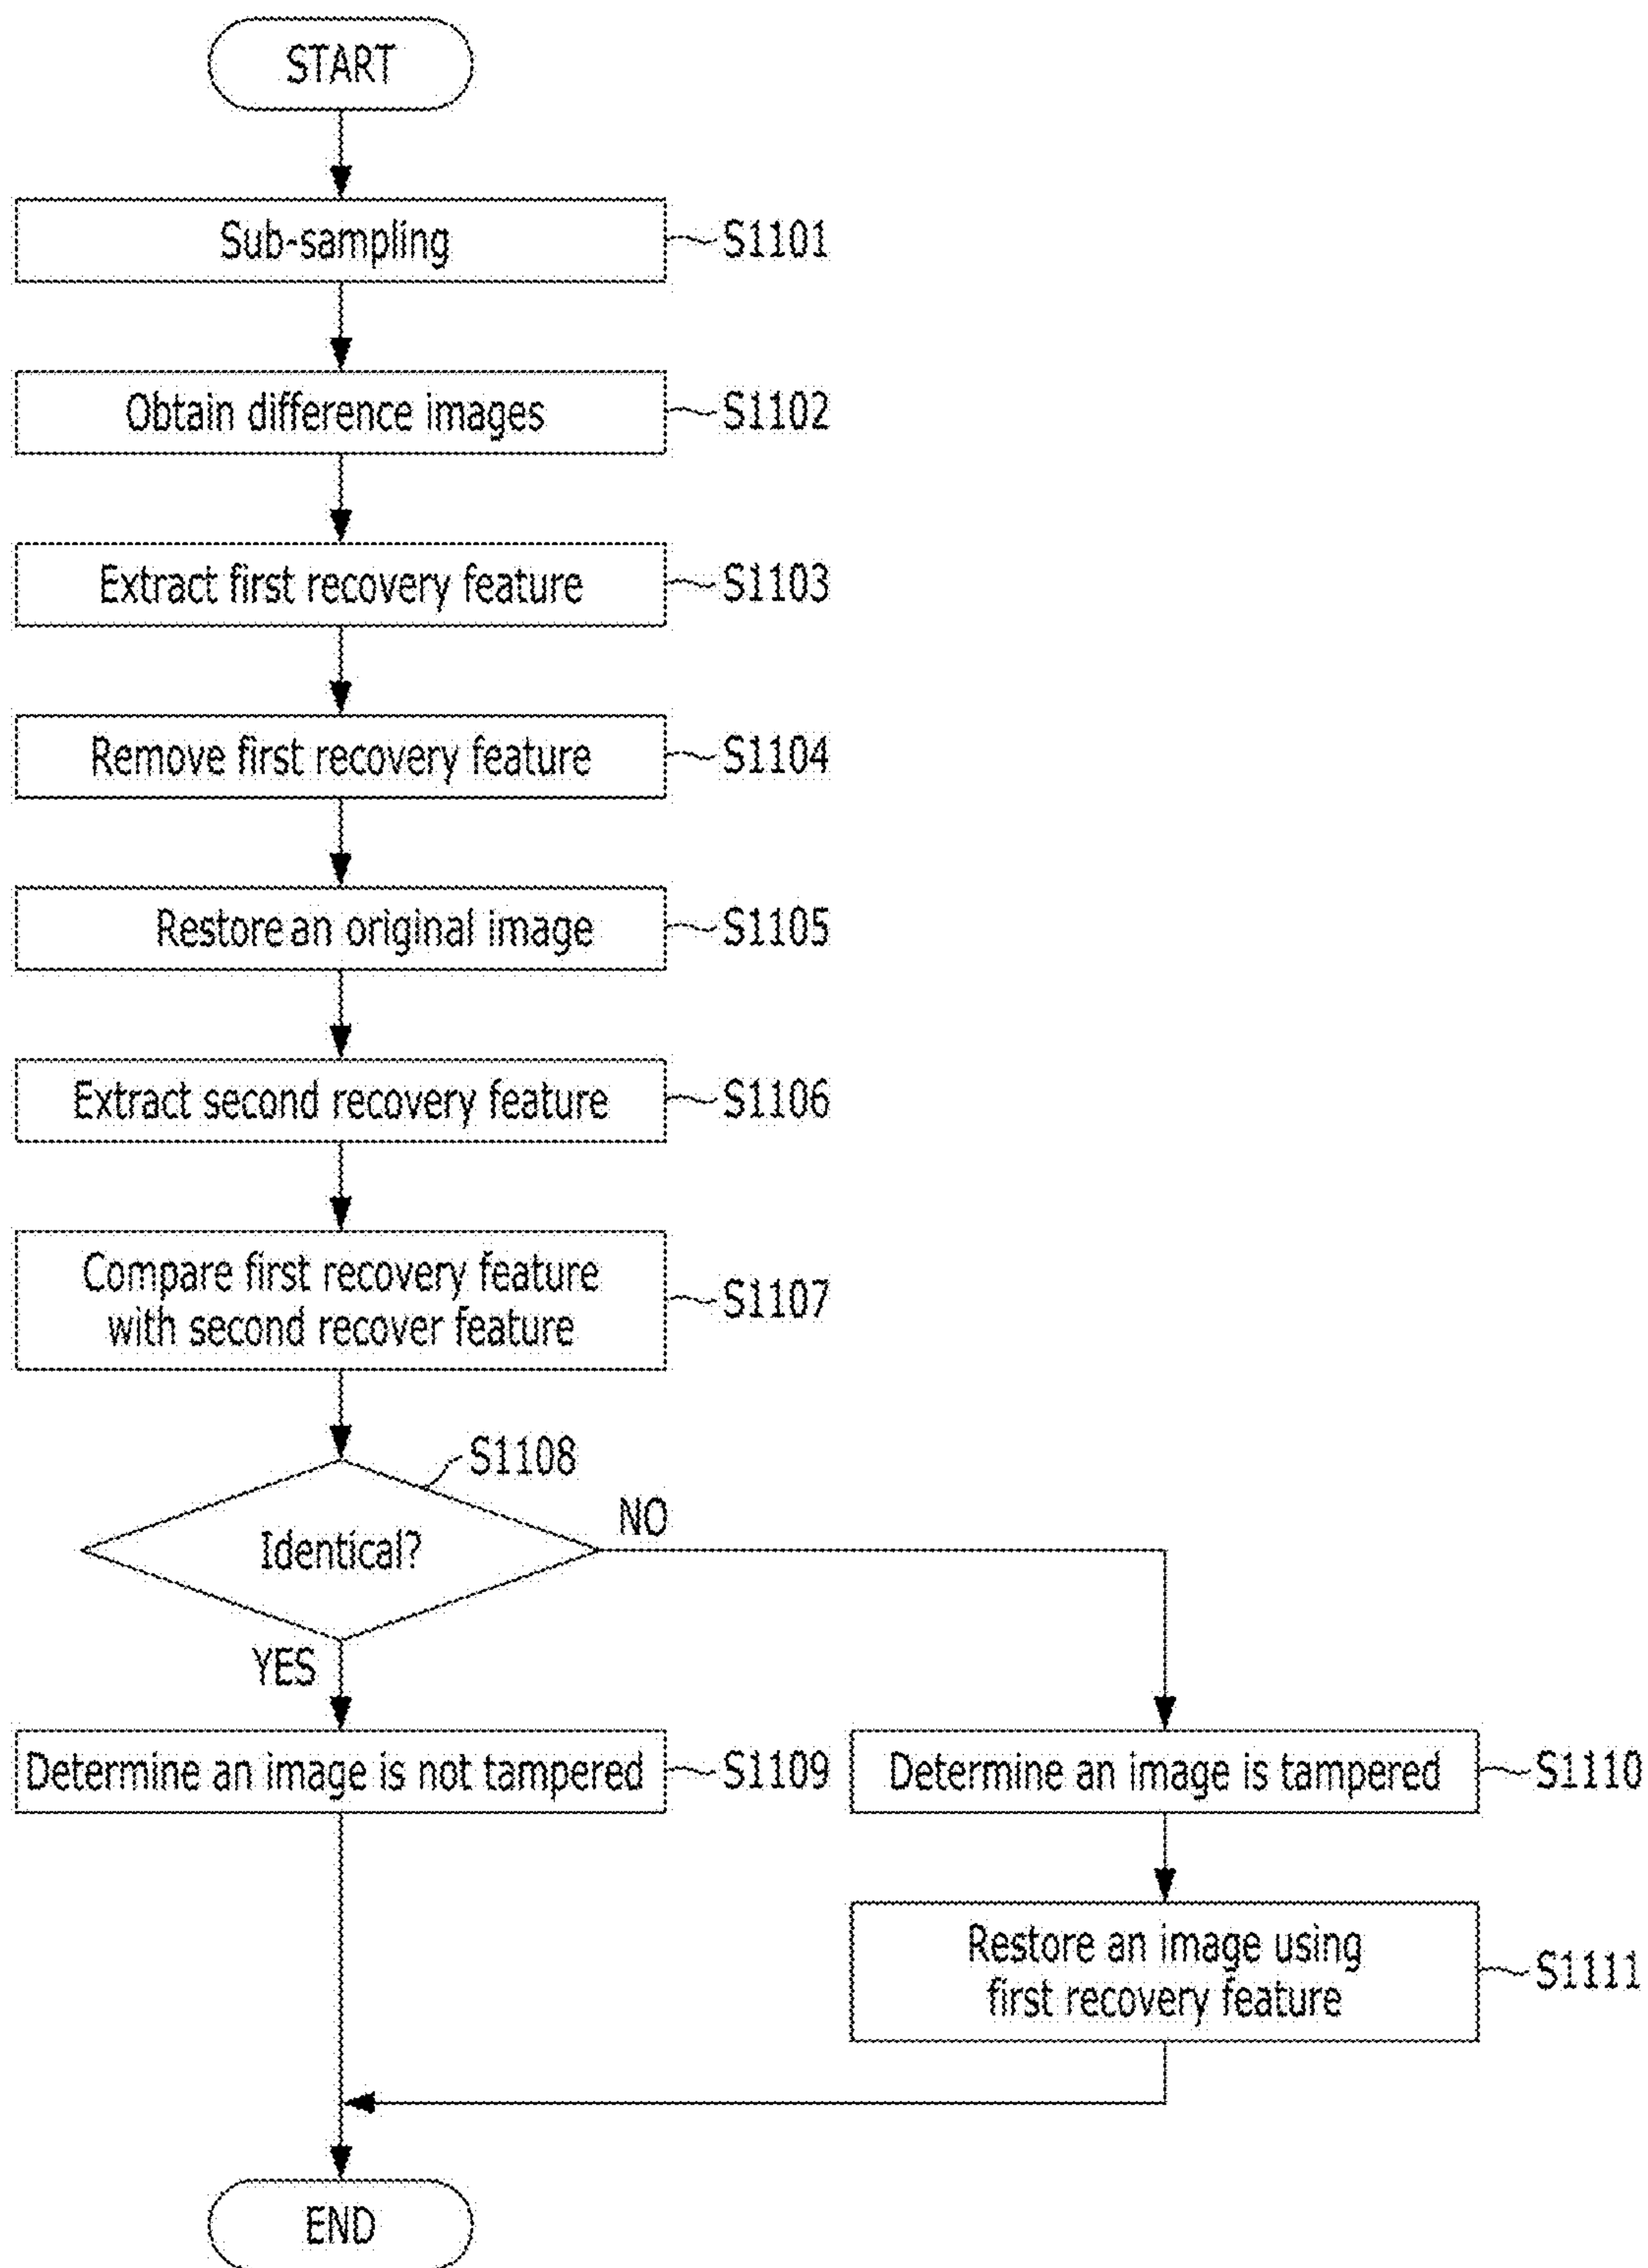 START
Sub-sampling
S1101
Obtain difference images
S1102
Extract first recovery feature
S1103
Remove first recovery feature
S1104
Restore an original image
S1105
Extract second recovery feature
S1106
Compare first recovery feature
with second recover feature
S1107
S1108
Identical?
NO
YES
Determine an image is not tampered
S1109
Determine an image is tampered
S1110
Restore an image using
first recovery feature
S1111
END